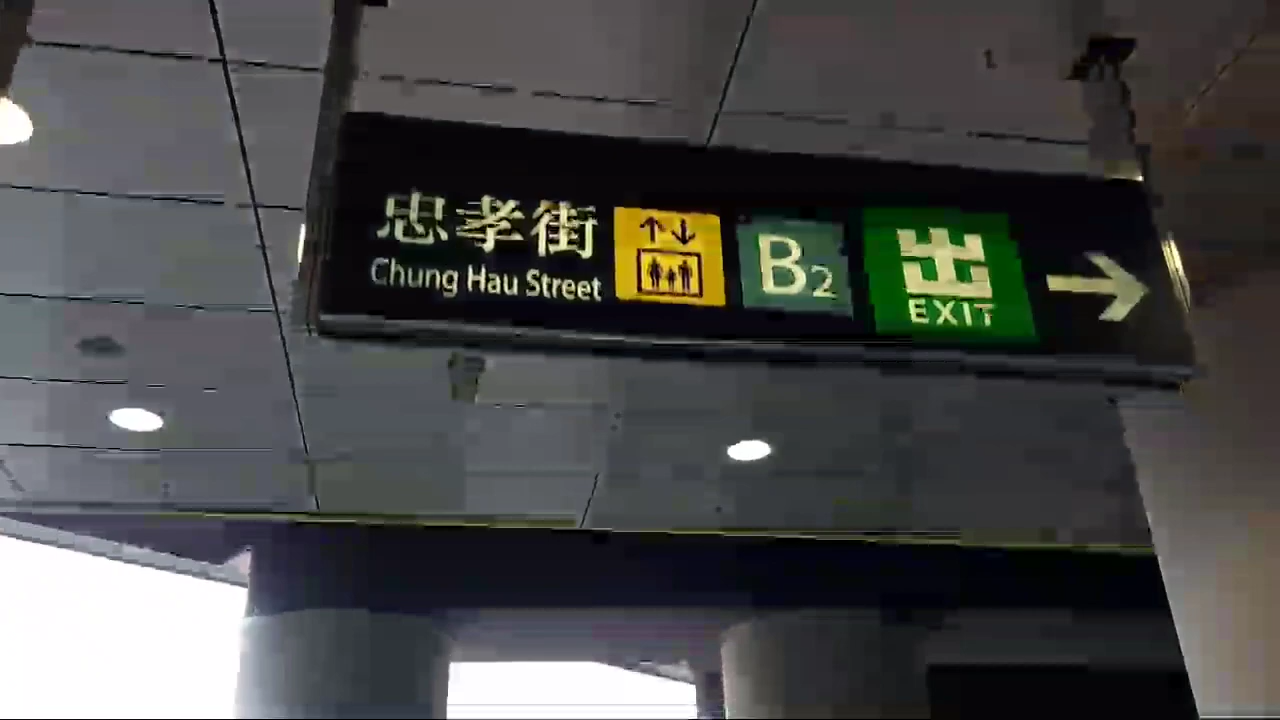 忠孝街
Chung Hau Street
B2
出
EXIT